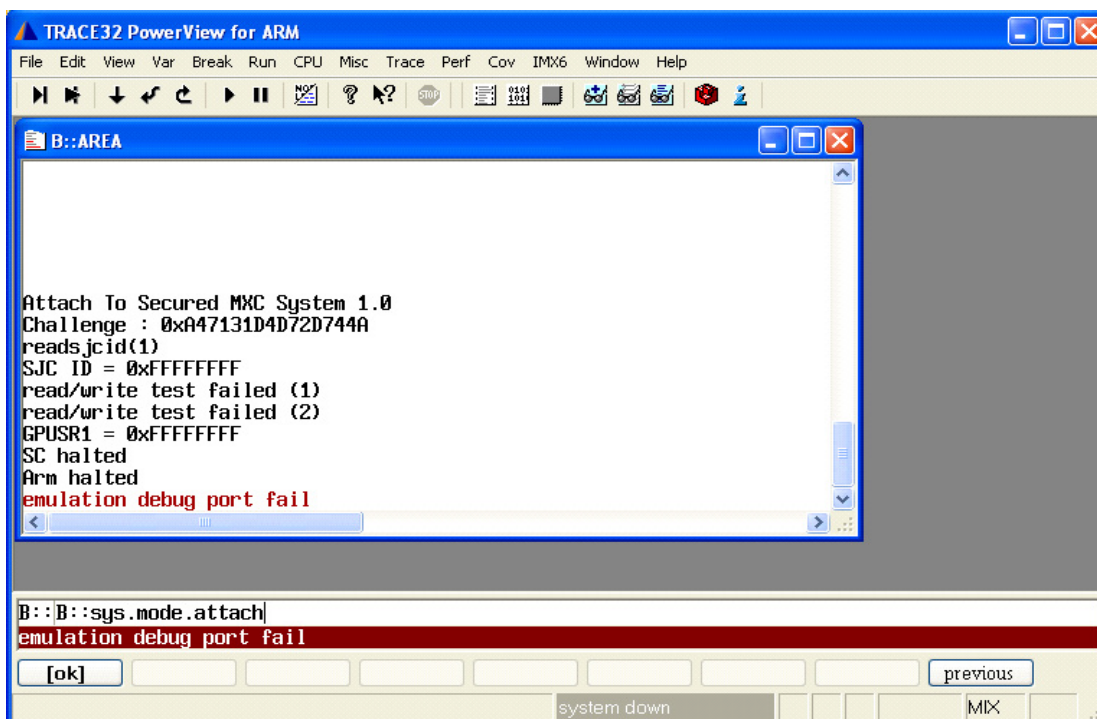 TRACE32 PowerView for ARM
File Edit View Var Break Run CPU Misc Trace Perf Cov IMX6 Window Help
STOP
B::AREA
Attach To Secured MXC System 1.0
Challenge : 0xA47131D4D72D744A
readsjcid(1)
SJC ID = 0xFFFFFFFF
read/write test failed (1)
read/write test failed (2)
GPUSR1 = 0xFFFFFFFF
SC halted
Arm halted
emulation debug port fail
B::B::sys.mode.attach
emulation debug port fail
[ok] previous
system down MIX